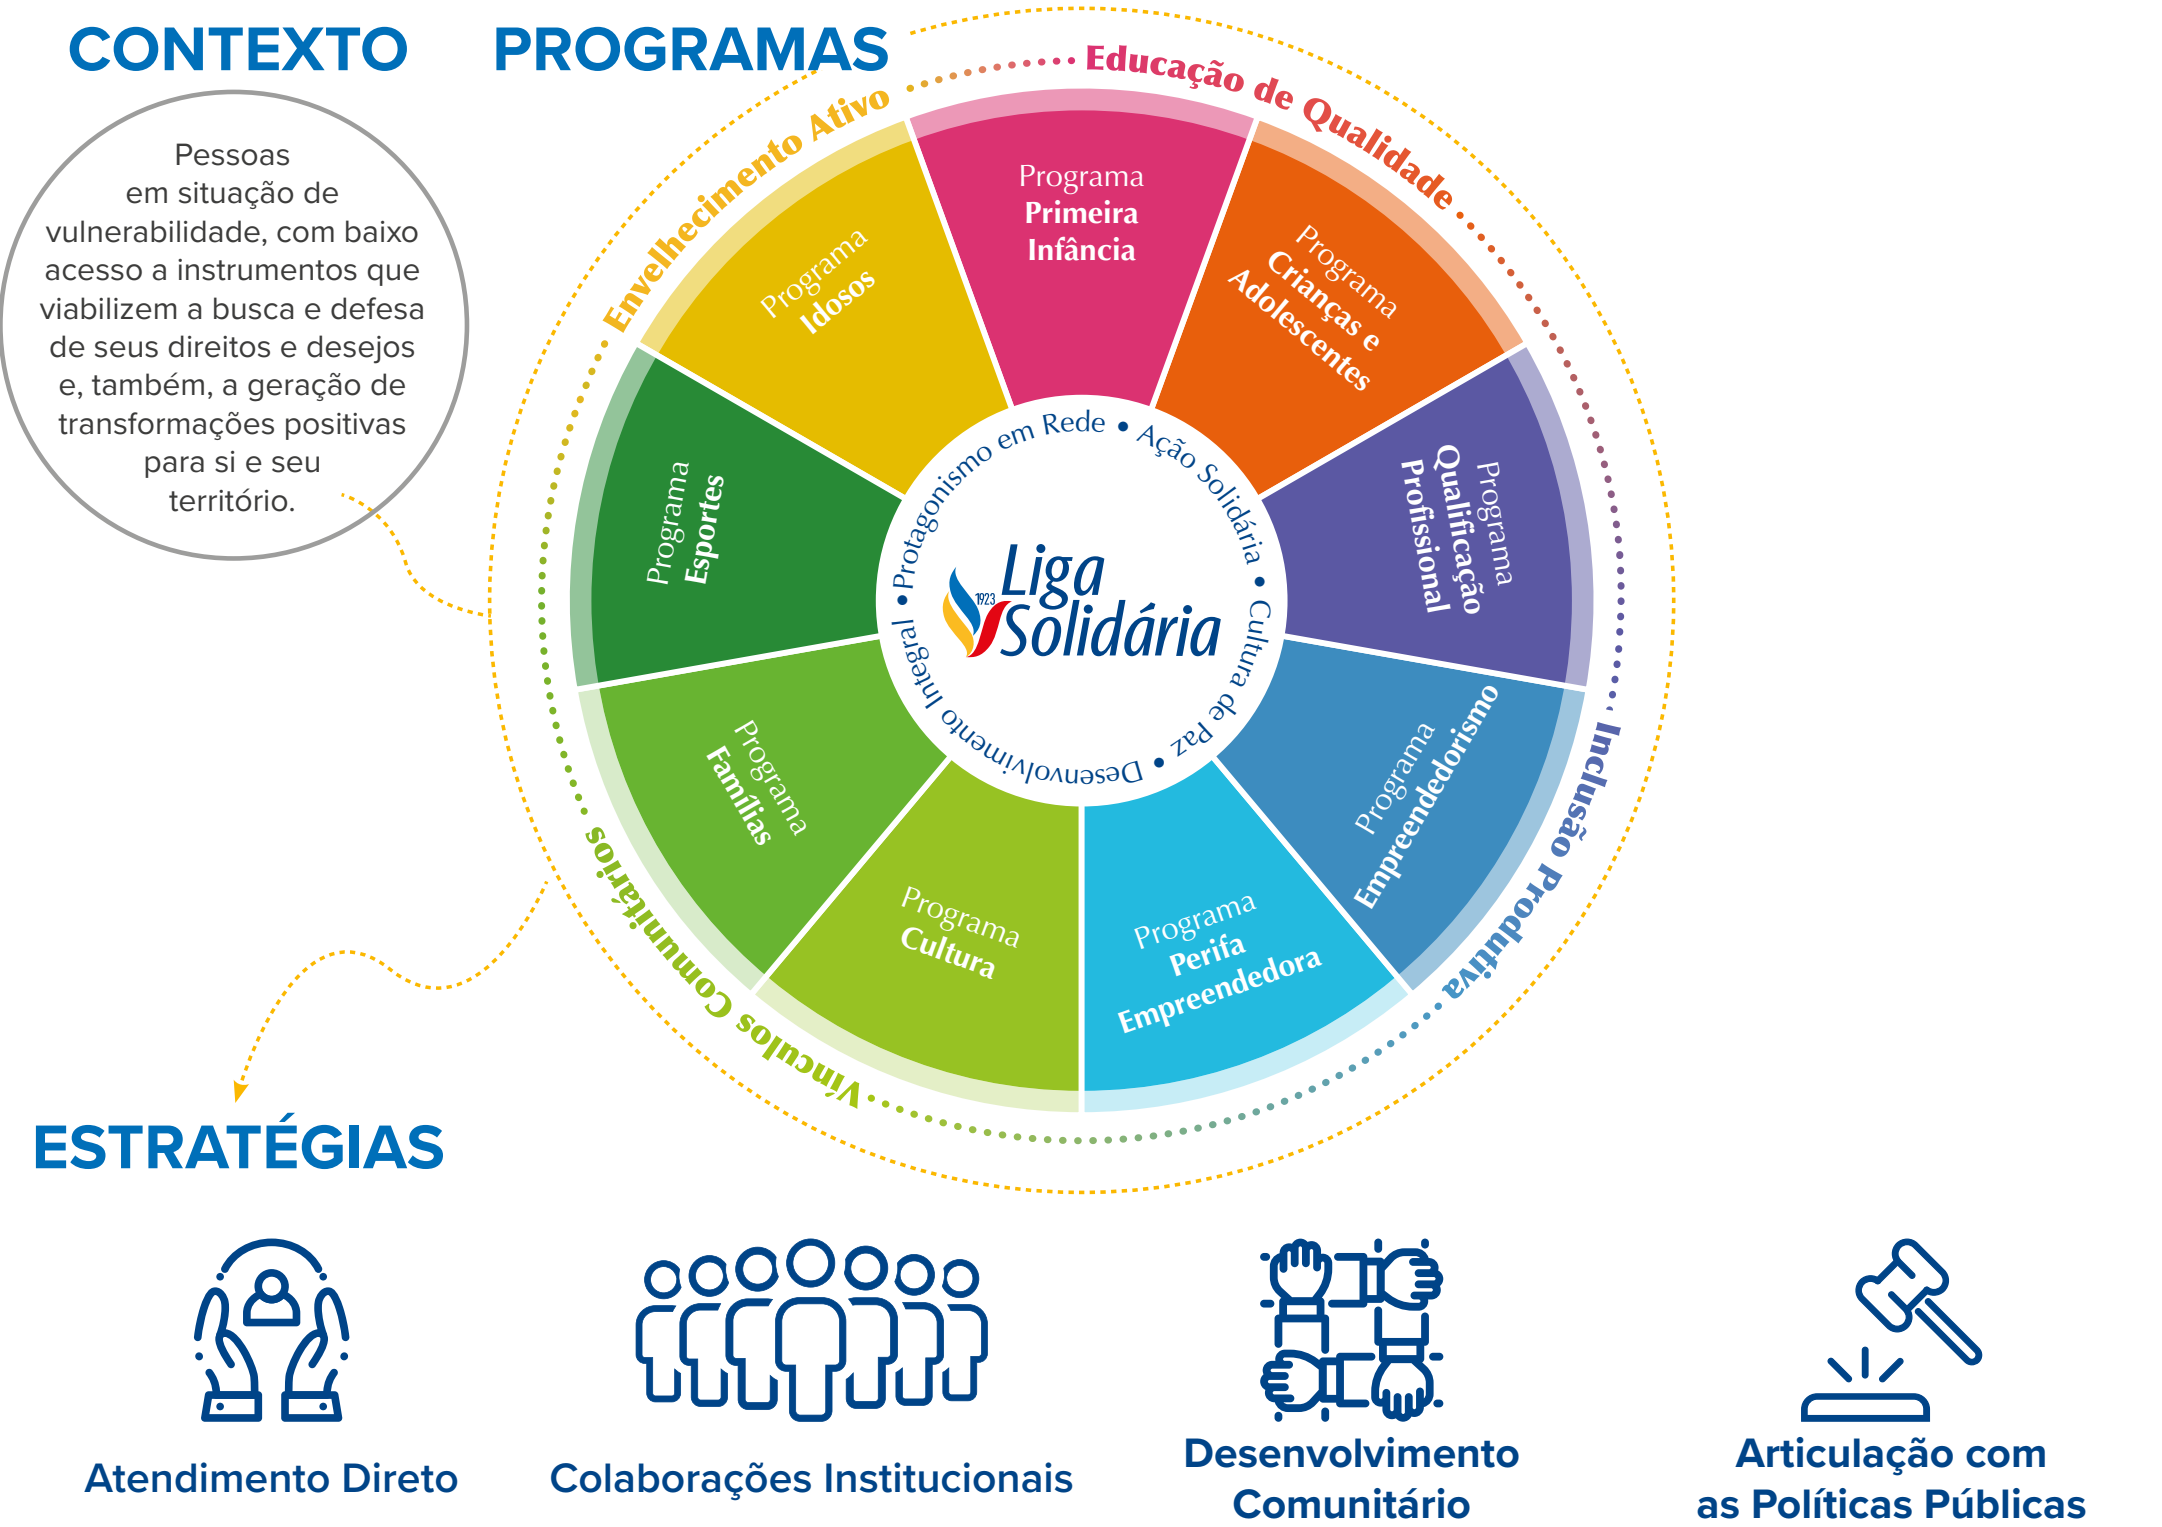 CONTEXTO
Pessoas
em situação de
vulnerabilidade, com baixo
acesso a instrumentos que
viabilizem a busca e defesa
de seus direitos e desejos
e, também, a geração de
transformações positivas
para si e seu
território.
PROGRAMAS
Educação de Qualidade
Inclusão Produtiva
Vínculos Comunitários
Envelhecimento Ativo
Programa
Primeira
Infância
Programa
Crianças e
Adolescentes
Programa
Qualificação
Profissional
Programa
Empreendedorismo
Programa
Perifa
Empreendedora
Programa
Cultura
Programa
Famílias
Programa
Esportes
Programa
Idosos
• Protagonismo em Rede • Ação Solidária • Cultura de Paz • Desenvolvimento Integral
1923
Liga
Solidária
ESTRATÉGIAS
Atendimento Direto
Colaborações Institucionais
Desenvolvimento
Comunitário
Articulação com
as Políticas Públicas